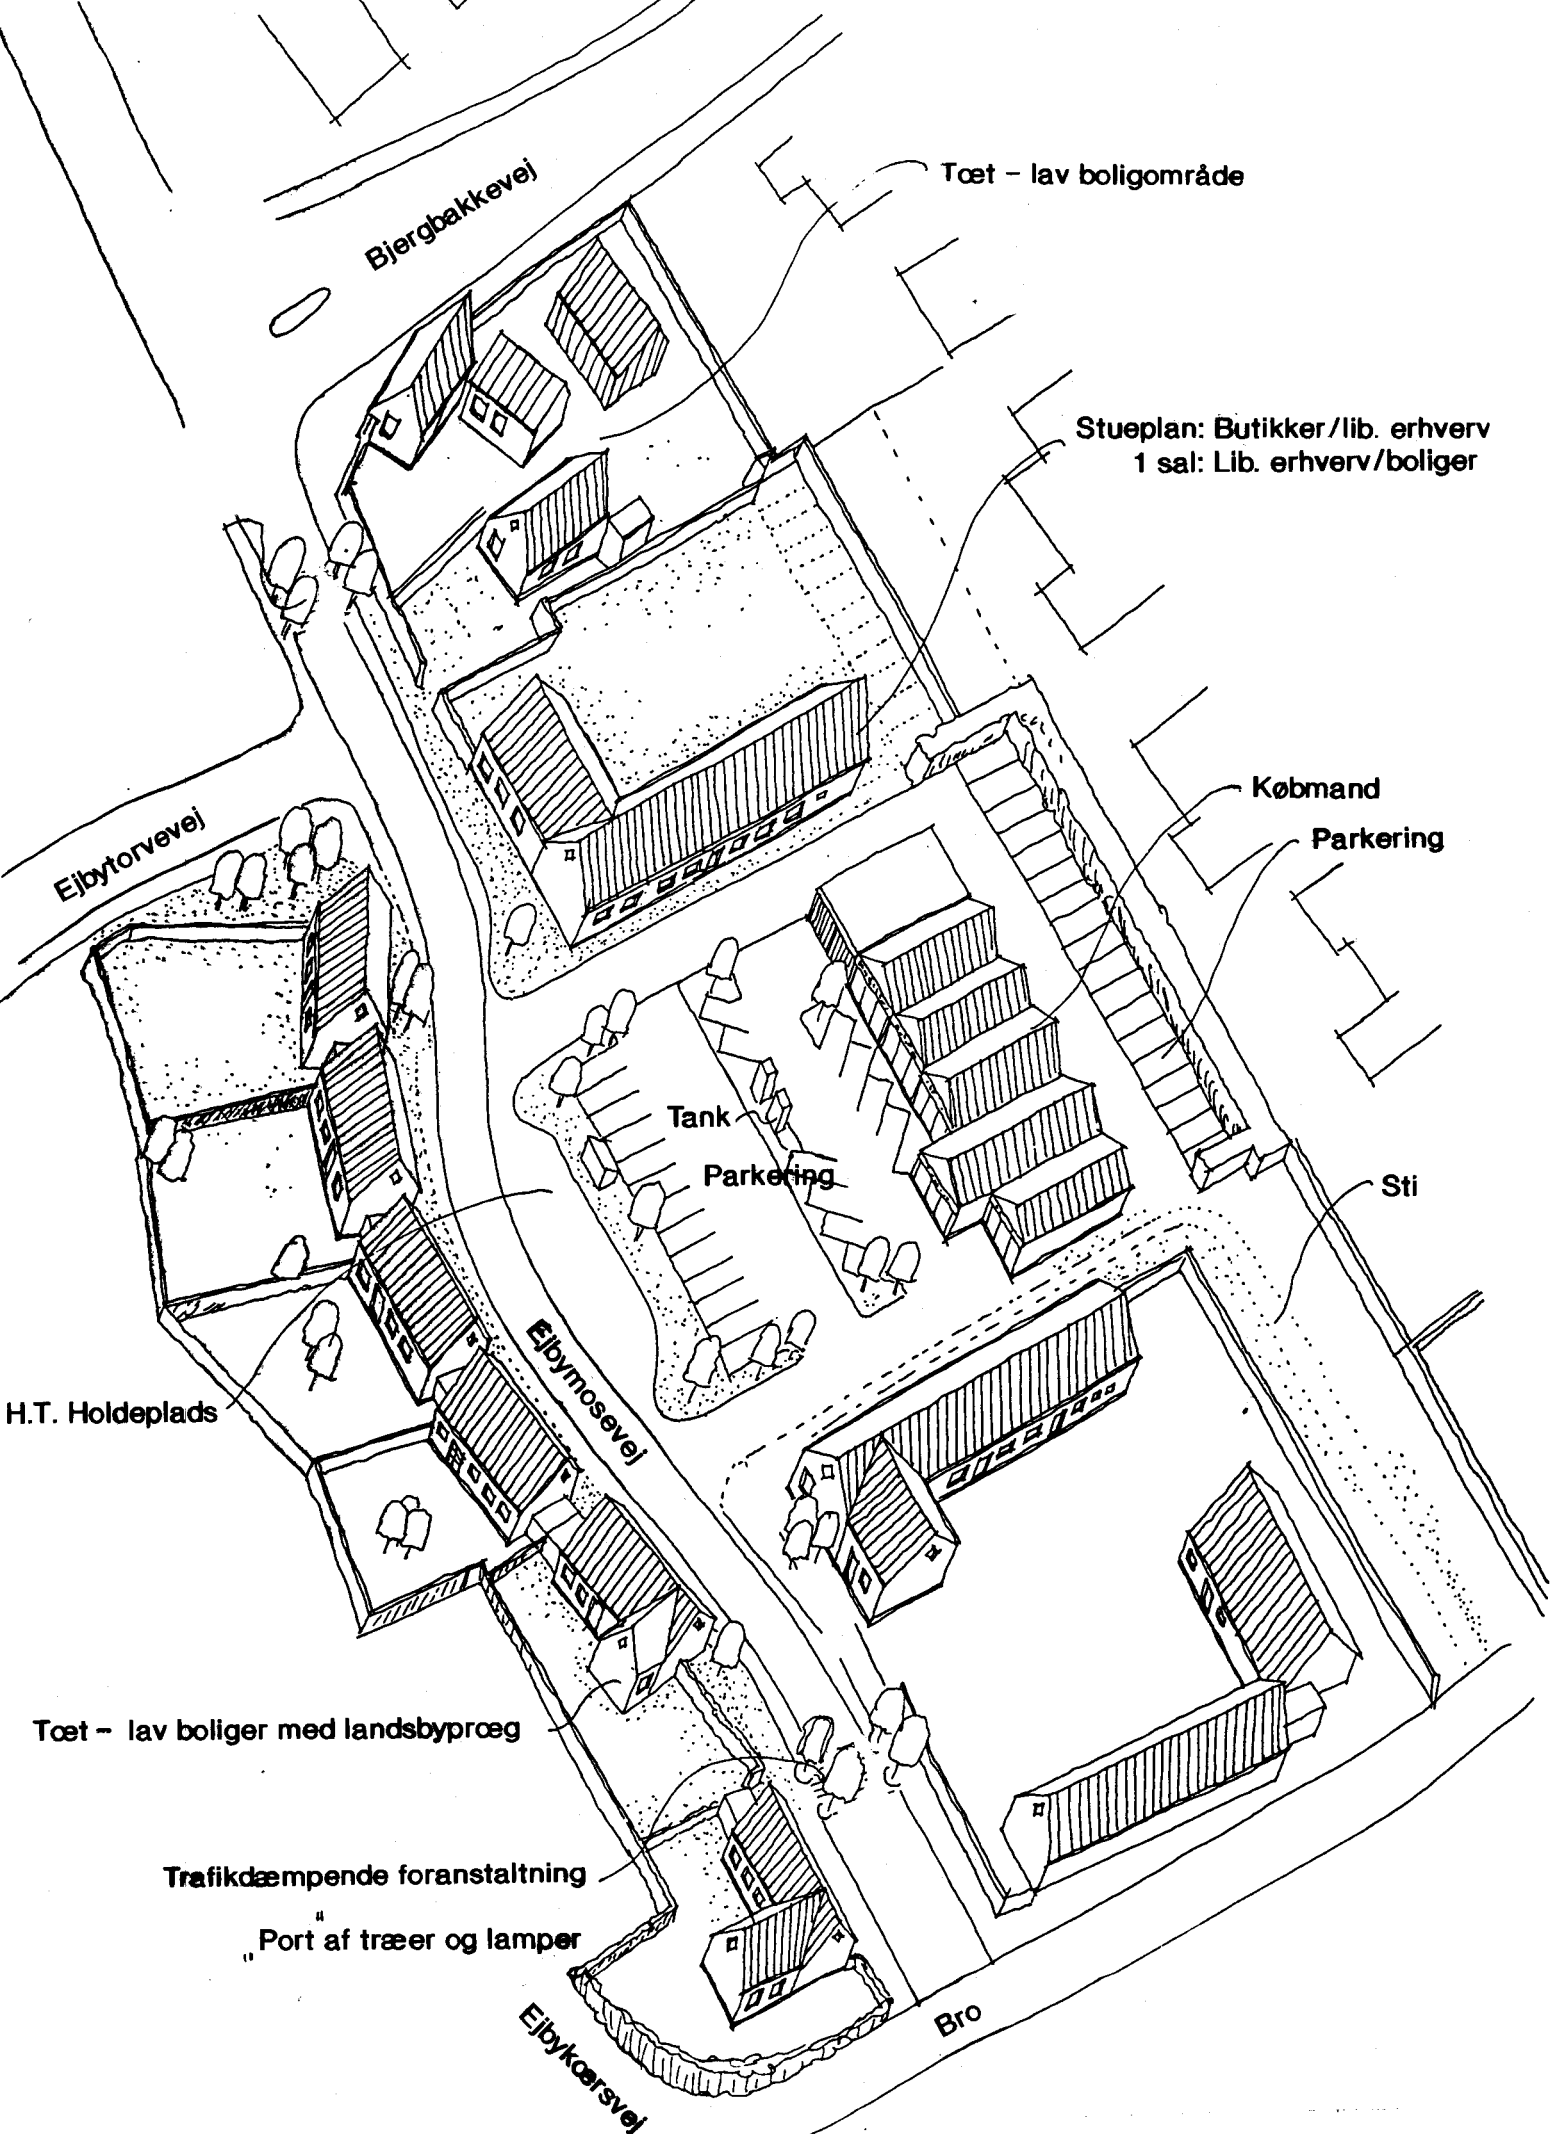 Bjergbakkevej
Tæt - lav boligområde
Stueplan: Butikker/lib. erhverv
1 sal: Lib. erhverv/boliger
Købmand
Parkering
Ejbytorvevej
Tank
Parkering
Sti
Ejbymosevej
H.T. Holdeplads
Tæt - lav boliger med landsbypræg
Trafikdæmpende foranstaltning
„Port" af træer og lamper
Bro
Ejbykærsvej